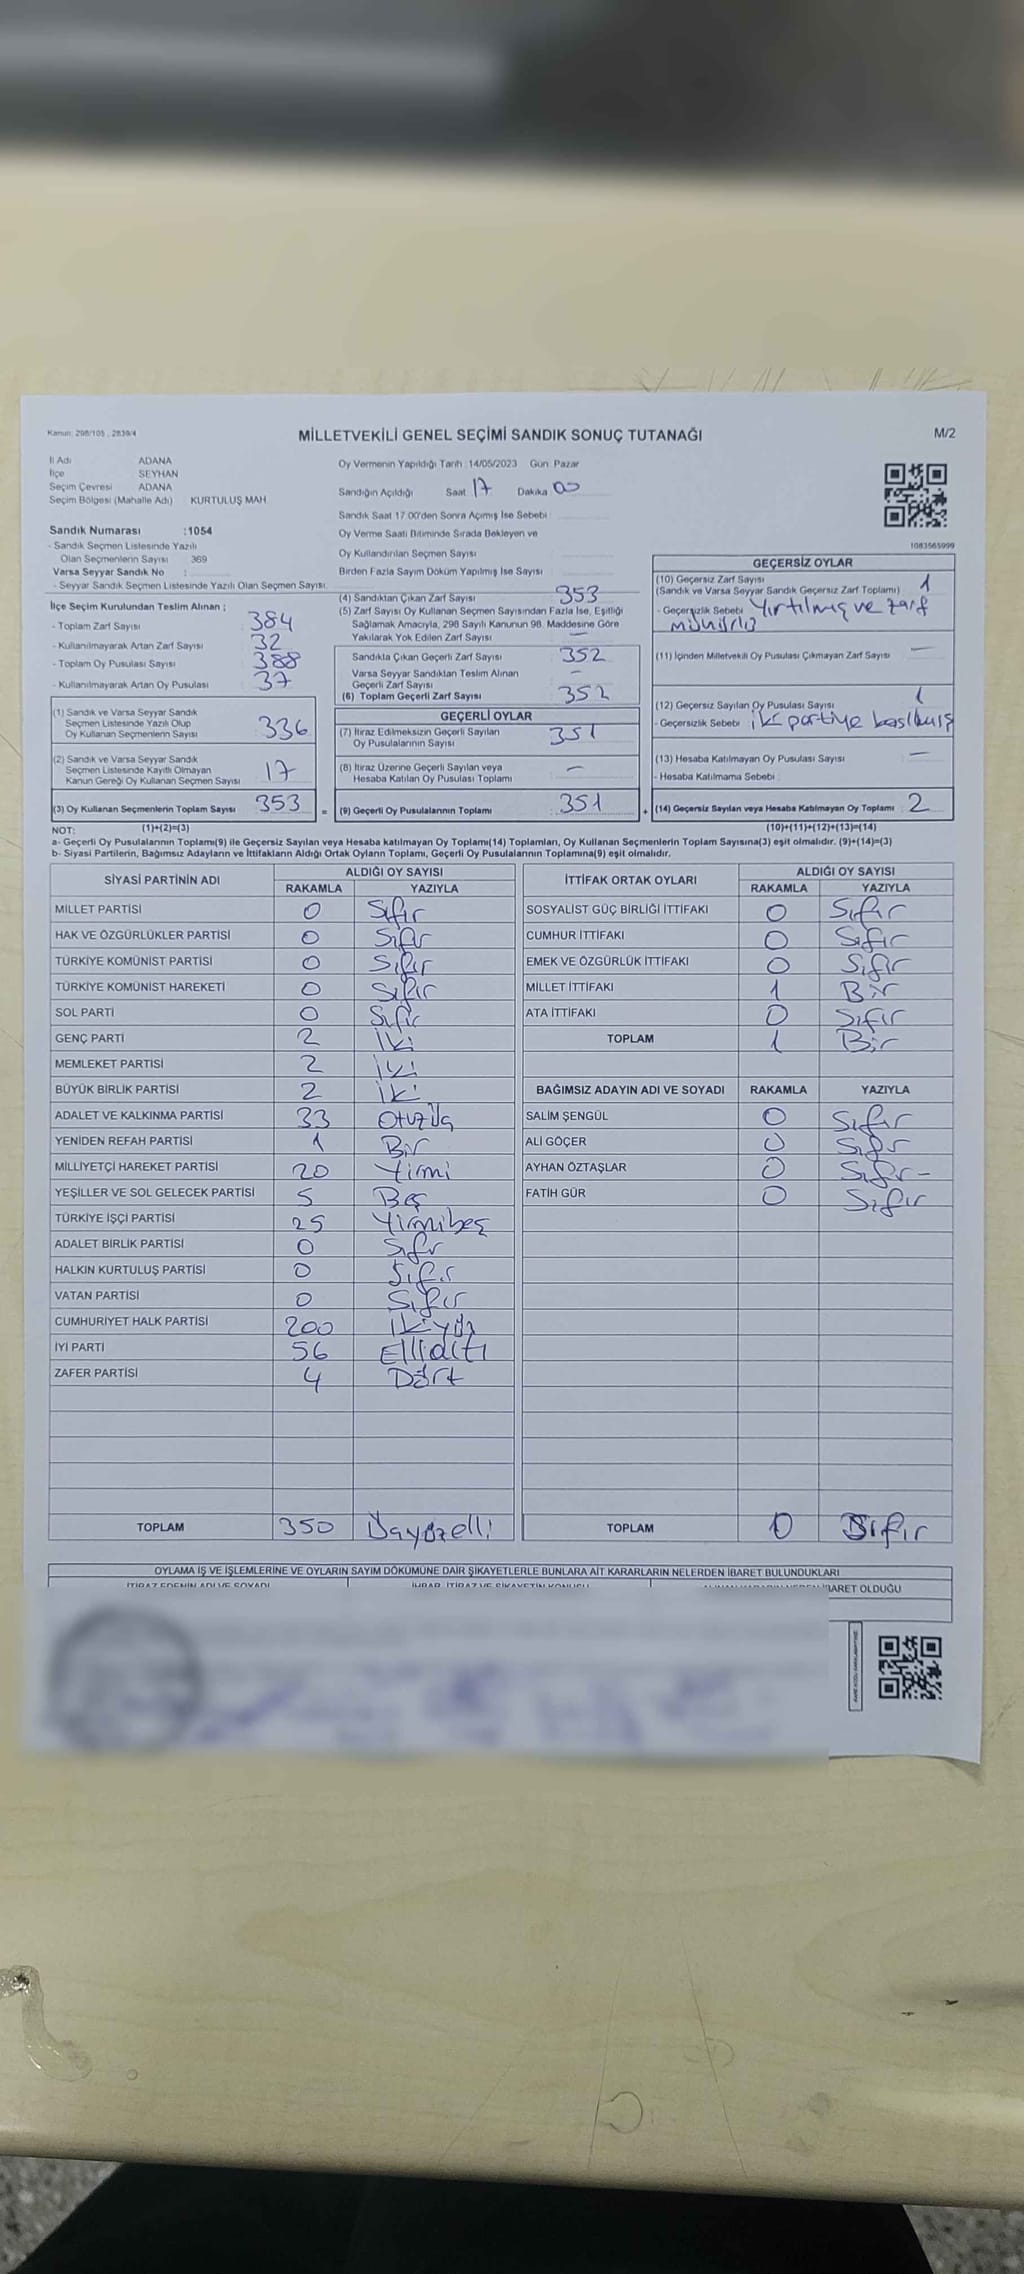 Kanun: 298/105 , 2839/4
MİLLETVEKİLİ GENEL SEÇİMİ SANDIK SONUÇ TUTANAĞI
M/2
İl Adı ADANA
İlçe SEYHAN
Seçim Çevresi ADANA
Seçim Bölgesi (Mahalle Adı) KURTULUŞ MAH
Sandık Numarası :1054
- Sandık Seçmen Listesinde Yazılı
Olan Seçmenlerin Sayısı : 369
Varsa Seyyar Sandık No :
- Seyyar Sandık Seçmen Listesinde Yazılı Olan Seçmen Sayısı:
Oy Vermenin Yapıldığı Tarih :14/05/2023 Gün: Pazar
Sandığın Açıldığı Saat 17 Dakika 00
Sandık Saat 17.00'den Sonra Açımış İse Sebebi
Oy Verme Saati Bitiminde Sırada Bekleyen ve
Oy Kullandırılan Seçmen Sayısı
Birden Fazla Sayım Döküm Yapılmış İse Sayısı
1083565999
İlçe Seçim Kurulundan Teslim Alınan ;
- Toplam Zarf Sayısı 384
- Kullanılmayarak Artan Zarf Sayısı 32
- Toplam Oy Pusulası Sayısı 388
- Kullanılmayarak Artan Oy Pusulası 37
(4) Sandıktan Çıkan Zarf Sayısı 353
(5) Zarf Sayısı Oy Kullanan Seçmen Sayısından Fazla İse, Eşitliği
Sağlamak Amacıyla, 298 Sayılı Kanunun 98. Maddesine Göre
Yakılarak Yok Edilen Zarf Sayısı —
Sandıkta Çıkan Geçerli Zarf Sayısı 352
Varsa Seyyar Sandıktan Teslim Alınan
Geçerli Zarf Sayısı —
(6) Toplam Geçerli Zarf Sayısı 352
GEÇERSİZ OYLAR
(10) Geçersiz Zarf Sayısı 1
(Sandık ve Varsa Seyyar Sandık Geçersiz Zarf Toplamı)
- Geçersizlik Sebebi Yırtılmış ve zarf
mühürlü
(11) İçinden Milletvekili Oy Pusulası Çıkmayan Zarf Sayısı —
(12) Geçersiz Sayılan Oy Pusulası Sayısı 1
- Geçersizlik Sebebi iki partiye basılmış
(13) Hesaba Katılmayan Oy Pusulası Sayısı —
- Hesaba Katılmama Sebebi :
(1) Sandık ve Varsa Seyyar Sandık
Seçmen Listesinde Yazılı Olup
Oy Kullanan Seçmenlerin Sayısı 336
(2) Sandık ve Varsa Seyyar Sandık
Seçmen Listesinde Kayıtlı Olmayan
Kanun Gereği Oy Kullanan Seçmen Sayısı 17
(3) Oy Kullanan Seçmenlerin Toplam Sayısı 353
GEÇERLİ OYLAR
(7) İtiraz Edilmeksizin Geçerli Sayılan
Oy Pusulalarının Sayısı 351
(8) İtiraz Üzerine Geçerli Sayılan veya
Hesaba Katılan Oy Pusulası Toplamı —
= (9) Geçerli Oy Pusulalarının Toplamı 351
+ (14) Geçersiz Sayılan veya Hesaba Katılmayan Oy Toplamı : 2
NOT: (1)+(2)=(3)
(10)+(11)+(12)+(13)=(14)
a- Geçerli Oy Pusulalarının Toplamı(9) ile Geçersiz Sayılan veya Hesaba katılmayan Oy Toplamı(14) Toplamları, Oy Kullanan Seçmenlerin Toplam Sayısına(3) eşit olmalıdır. (9)+(14)=(3)
b- Siyasi Partilerin, Bağımsız Adayların ve İttifakların Aldığı Ortak Oyların Toplamı, Geçerli Oy Pusulalarının Toplamına(9) eşit olmalıdır.
SİYASİ PARTİNİN ADI ALDIĞI OY SAYISI
RAKAMLA YAZIYLA
MİLLET PARTİSİ 0 Sıfır
HAK VE ÖZGÜRLÜKLER PARTİSİ 0 Sıfır
TÜRKİYE KOMÜNİST PARTİSİ 0 Sıfır
TÜRKİYE KOMÜNİST HAREKETİ 0 Sıfır
SOL PARTİ 0 Sıfır
GENÇ PARTİ 2 İki
MEMLEKET PARTİSİ 2 İki
BÜYÜK BİRLİK PARTİSİ 2 İki
ADALET VE KALKINMA PARTİSİ 33 Otuzüç
YENİDEN REFAH PARTİSİ 1 Bir
MİLLİYETÇİ HAREKET PARTİSİ 20 Yirmi
YEŞİLLER VE SOL GELECEK PARTİSİ 5 Beş
TÜRKİYE İŞÇİ PARTİSİ 25 Yirmibeş
ADALET BİRLİK PARTİSİ 0 Sıfır
HALKIN KURTULUŞ PARTİSİ 0 Sıfır
VATAN PARTİSİ 0 Sıfır
CUMHURİYET HALK PARTİSİ 200 İkiyüz
İYİ PARTİ 56 Ellialtı
ZAFER PARTİSİ 4 Dört
TOPLAM 350 Üçyüzelli
İTTİFAK ORTAK OYLARI ALDIĞI OY SAYISI
RAKAMLA YAZIYLA
SOSYALİST GÜÇ BİRLİĞİ İTTİFAKI 0 Sıfır
CUMHUR İTTİFAKI 0 Sıfır
EMEK VE ÖZGÜRLÜK İTTİFAKI 0 Sıfır
MİLLET İTTİFAKI 1 Bir
ATA İTTİFAKI 0 Sıfır
TOPLAM 1 Bir
BAĞIMSIZ ADAYIN ADI VE SOYADI RAKAMLA YAZIYLA
SALİM ŞENGÜL 0 Sıfır
ALİ GÖÇER 0 Sıfır
AYHAN ÖZTAŞLAR 0 Sıfır
FATİH GÜR 0 Sıfır
TOPLAM 0 Sıfır
OYLAMA İŞ VE İŞLEMLERİNE VE OYLARIN SAYIM DÖKÜMÜNE DAİR ŞİKAYETLERLE BUNLARA AİT KARARLARIN NELERDEN İBARET BULUNDUKLARI
İTİRAZ EDENİN ADI VE SOYADI İHBAR, İTİRAZ VE ŞİKAYETİN KONUSU İBARET OLDUĞU